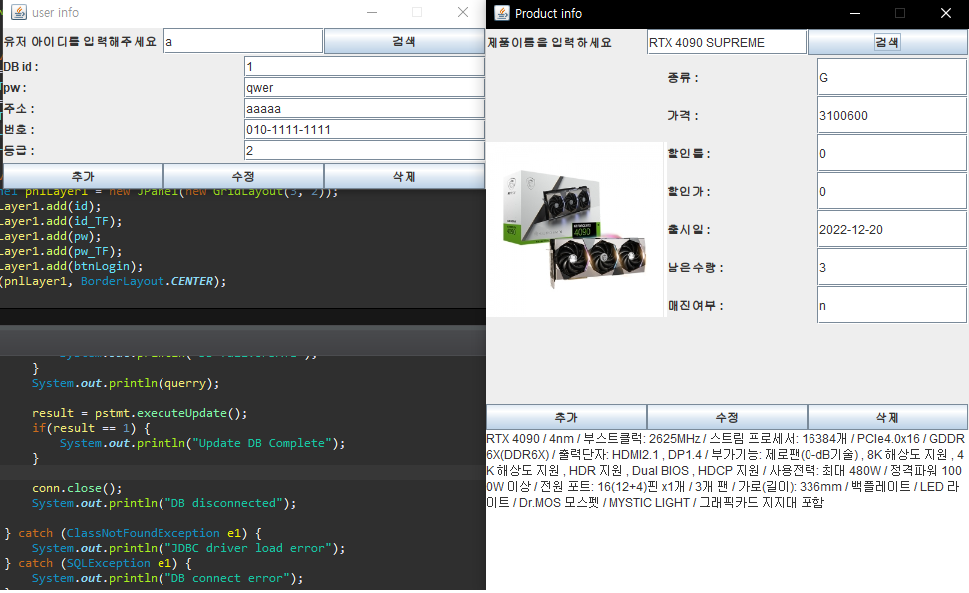 user info
유저 아이디를 입력해주세요 a 검색
DB id : 1
pw : qwer
주소 : aaaaa
번호 : 010-1111-1111
등급 : 2
추가 수정 삭제
pnlLayer1 = new JPanel(new GridLayout(3, 2));
Layer1.add(id);
Layer1.add(id_TF);
Layer1.add(pw);
Layer1.add(pw_TF);
Layer1.add(btnLogin);
(pnlLayer1, BorderLayout.CENTER);
}
System.out.println(querry);
result = pstmt.executeUpdate();
if(result == 1) {
System.out.println("Update DB Complete");
}
conn.close();
System.out.println("DB disconnected");
} catch (ClassNotFoundException e1) {
System.out.println("JDBC driver load error");
} catch (SQLException e1) {
System.out.println("DB connect error");
Product info
제품이름을 입력하세요 RTX 4090 SUPREME 검색
종류 : G
가격 : 3100600
할인률 : 0
할인가 : 0
출시일 : 2022-12-20
남은수량 : 3
매진여부 : n
4090
추가 수정 삭제
RTX 4090 / 4nm / 부스트클럭: 2625MHz / 스트림 프로세서: 16384개 / PCIe4.0x16 / GDDR
6X(DDR6X) / 출력단자: HDMI2.1 , DP1.4 / 부가기능: 제로팬(0-dB기술) , 8K 해상도 지원 , 4
K 해상도 지원 , HDR 지원 , Dual BIOS , HDCP 지원 / 사용전력: 최대 480W / 정격파워 100
0W 이상 / 전원 포트: 16(12+4)핀 x1개 / 3개 팬 / 가로(길이): 336mm / 백플레이트 / LED 라
이트 / Dr.MOS 모스펫 / MYSTIC LIGHT / 그래픽카드 지지대 포함